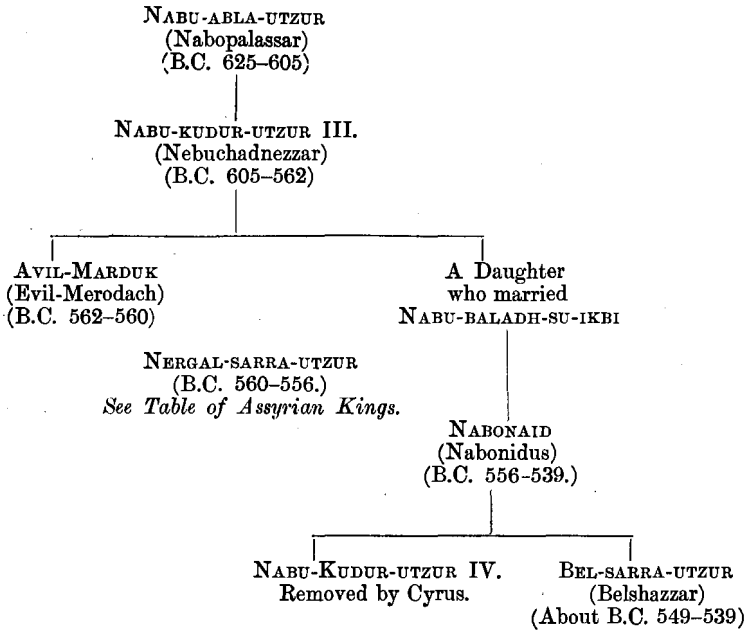 NABU-ABLA-UTZUR
(Nabopalassar)
(B.C. 625–605)
NABU-KUDUR-UTZUR III.
(Nebuchadnezzar)
(B.C. 605–562)
AVIL-MARDUK
(Evil-Merodach)
(B.C. 562–560)
A Daughter
who married
NABU-BALADH-SU-IKBI
NERGAL-SARRA-UTZUR
(B.C. 560–556.)
See Table of Assyrian Kings.
NABONAID
(Nabonidus)
(B.C. 556–539.)
NABU-KUDUR-UTZUR IV.
Removed by Cyrus.
BEL-SARRA-UTZUR
(Belshazzar)
(About B.C. 549–539)